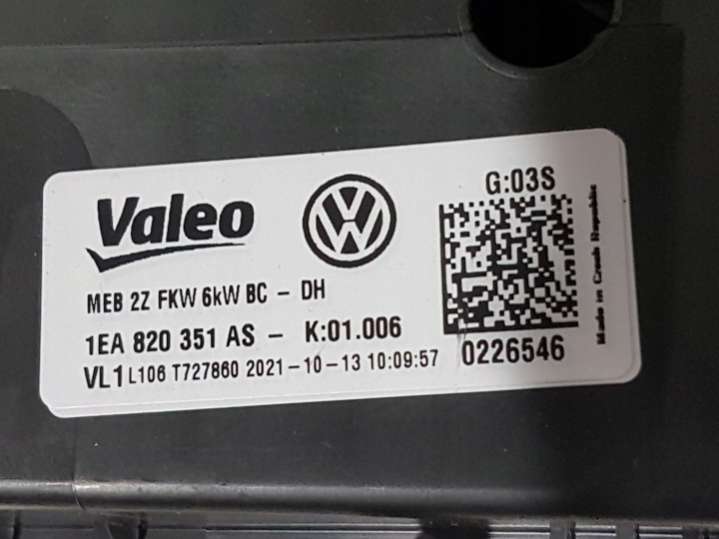 Valeo
G:03S
MEB 2Z FKW 6kW BC - DH
1EA 820 351 AS - K:01.006
VL1 L106 T727860 2021-10-13 10:09:57
0226546
Made in Czech Republic